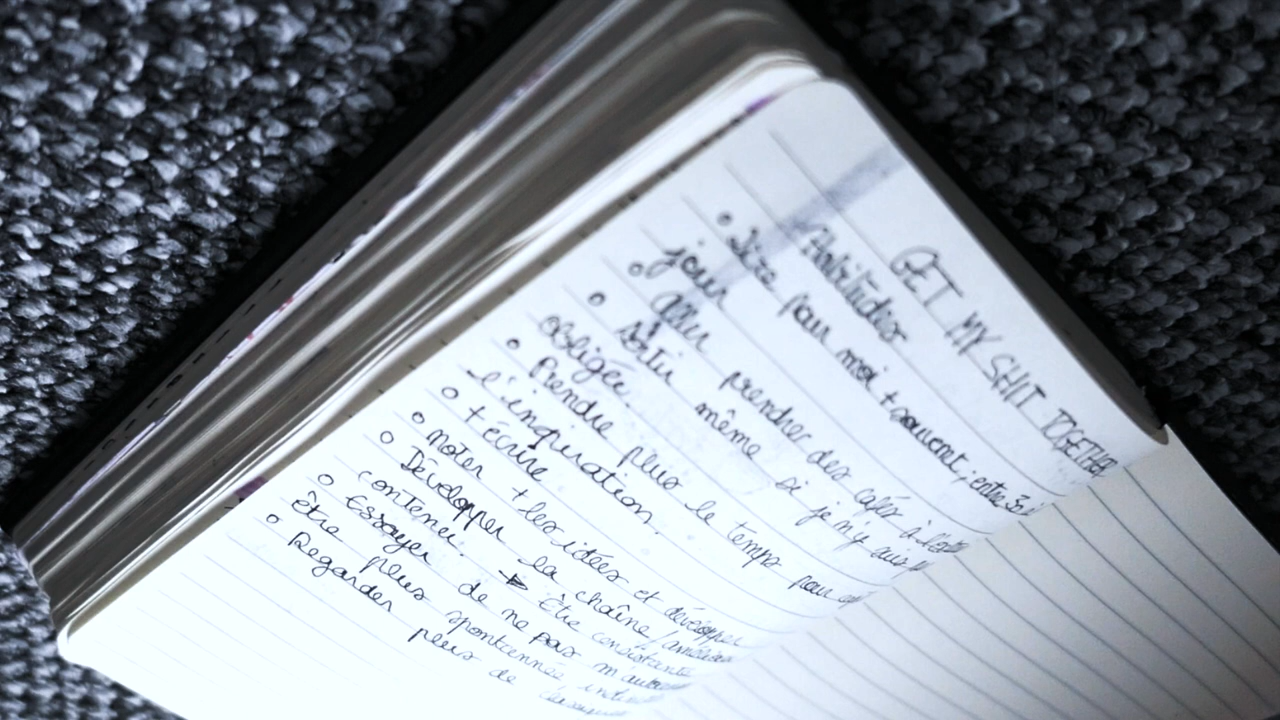 GET MY SHIT TOGETHER
Habitudes
• Lire pour moi + souvent, entre
jour
• Aller prendre des cafés à
• Sortir même si je n'y suis
obligée.
• Prendre plus le temps pour
l'inspiration.
• + écrire
• Noter + les idées et développer
• Développer la chaîne/
contenu. → Être consistante
• Essayer de ne pas
être plus spontannée
• Regarder plus de